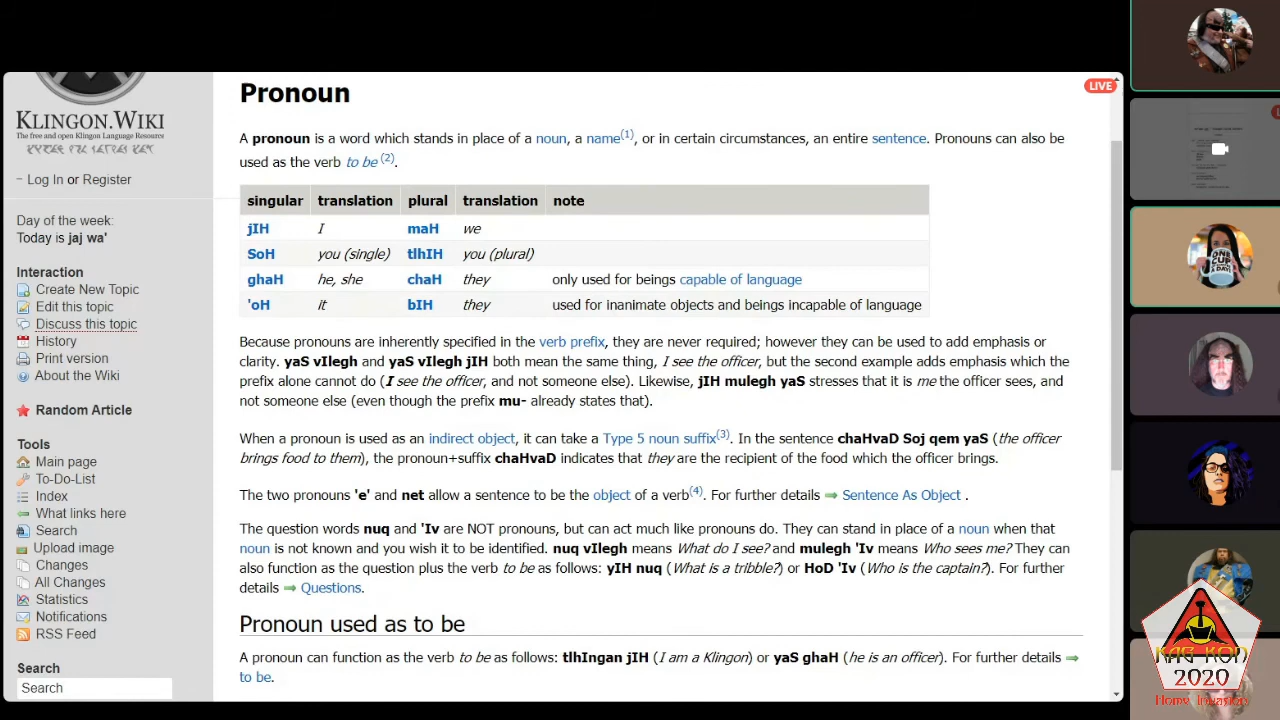 Pronoun
LIVE
KLINGON.WIKI
The free and open Klingon Language Resource
– Log In or Register
Day of the week:
Today is jaj wa'
Interaction
Create New Topic
Edit this topic
Discuss this topic
History
Print version
About the Wiki
Random Article
Tools
Main page
To-Do-List
Index
What links here
Search
Upload image
Changes
All Changes
Statistics
Notifications
RSS Feed
Search
Search
A pronoun is a word which stands in place of a noun, a name(1), or in certain circumstances, an entire sentence. Pronouns can also be
used as the verb to be (2).
singular translation plural translation note
jIH I maH we
SoH you (single) tlhIH you (plural)
ghaH he, she chaH they only used for beings capable of language
'oH it bIH they used for inanimate objects and beings incapable of language
Because pronouns are inherently specified in the verb prefix, they are never required; however they can be used to add emphasis or
clarity. yaS vIlegh and yaS vIlegh jIH both mean the same thing, I see the officer, but the second example adds emphasis which the
prefix alone cannot do (I see the officer, and not someone else). Likewise, jIH mulegh yaS stresses that it is me the officer sees, and
not someone else (even though the prefix mu- already states that).
When a pronoun is used as an indirect object, it can take a Type 5 noun suffix(3). In the sentence chaHvaD Soj qem yaS (the officer
brings food to them), the pronoun+suffix chaHvaD indicates that they are the recipient of the food which the officer brings.
The two pronouns 'e' and net allow a sentence to be the object of a verb(4). For further details ⇒ Sentence As Object .
The question words nuq and 'Iv are NOT pronouns, but can act much like pronouns do. They can stand in place of a noun when that
noun is not known and you wish it to be identified. nuq vIlegh means What do I see? and mulegh 'Iv means Who sees me? They can
also function as the question plus the verb to be as follows: yIH nuq (What is a tribble?) or HoD 'Iv (Who is the captain?). For further
details ⇒ Questions.
Pronoun used as to be
A pronoun can function as the verb to be as follows: tlhIngan jIH (I am a Klingon) or yaS ghaH (he is an officer). For further details ⇒
to be.
ONE
CUP
A DAY!
KAG KON
2020
Home Invasion